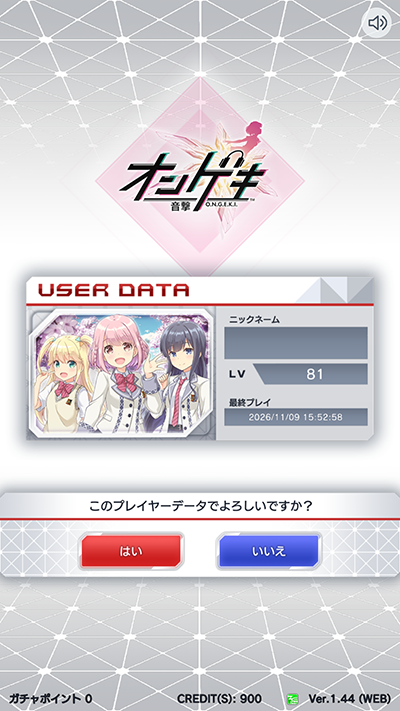 オンゲキ
音撃 O.N.G.E.K.I.
USER DATA
ニックネーム
LV 81
最終プレイ
2026/11/09 15:52:58
このプレイヤーデータでよろしいですか？
はい いいえ
ガチャポイント 0 CREDIT(S): 900 Ver.1.44 (WEB)